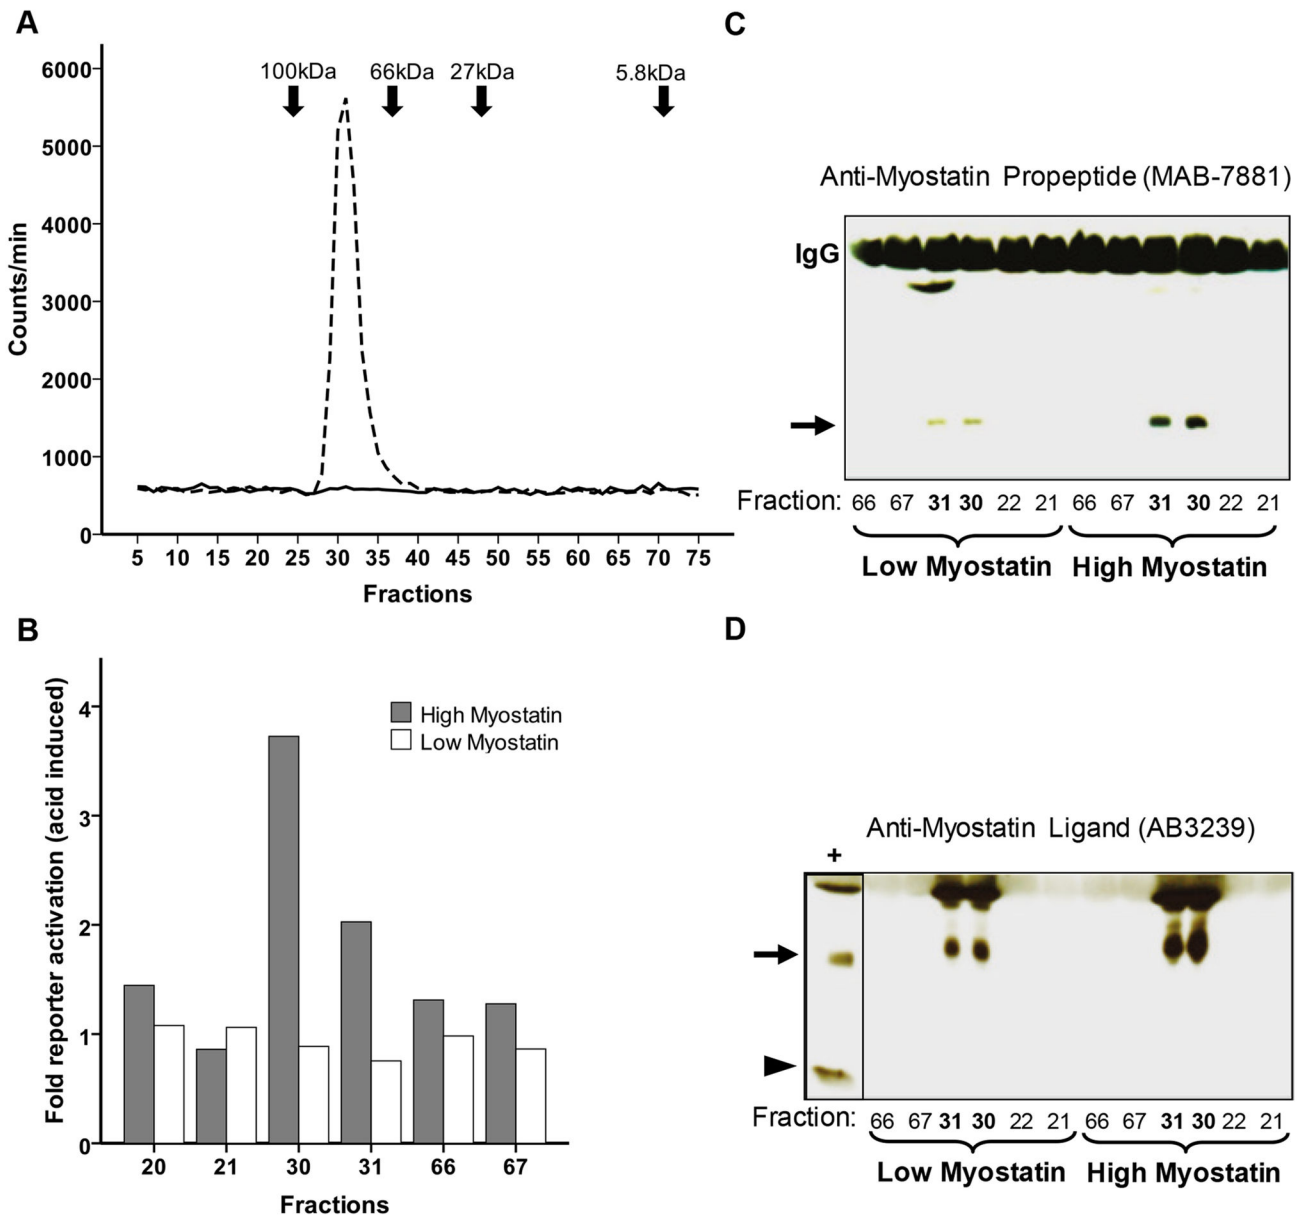 A
100kDa 66kDa 27kDa 5.8kDa
6000
5000
4000
3000
2000
1000
0
Counts/min
5 10 15 20 25 30 35 40 45 50 55 60 65 70 75
Fractions
B
Fold reporter activation (acid induced)
4
3
2
1
0
High Myostatin
Low Myostatin
20 21 30 31 66 67
Fractions
C
Anti-Myostatin Propeptide (MAB-7881)
IgG
Fraction: 66 67 31 30 22 21 66 67 31 30 22 21
Low Myostatin High Myostatin
D
Anti-Myostatin Ligand (AB3239)
+
Fraction: 66 67 31 30 22 21 66 67 31 30 22 21
Low Myostatin High Myostatin